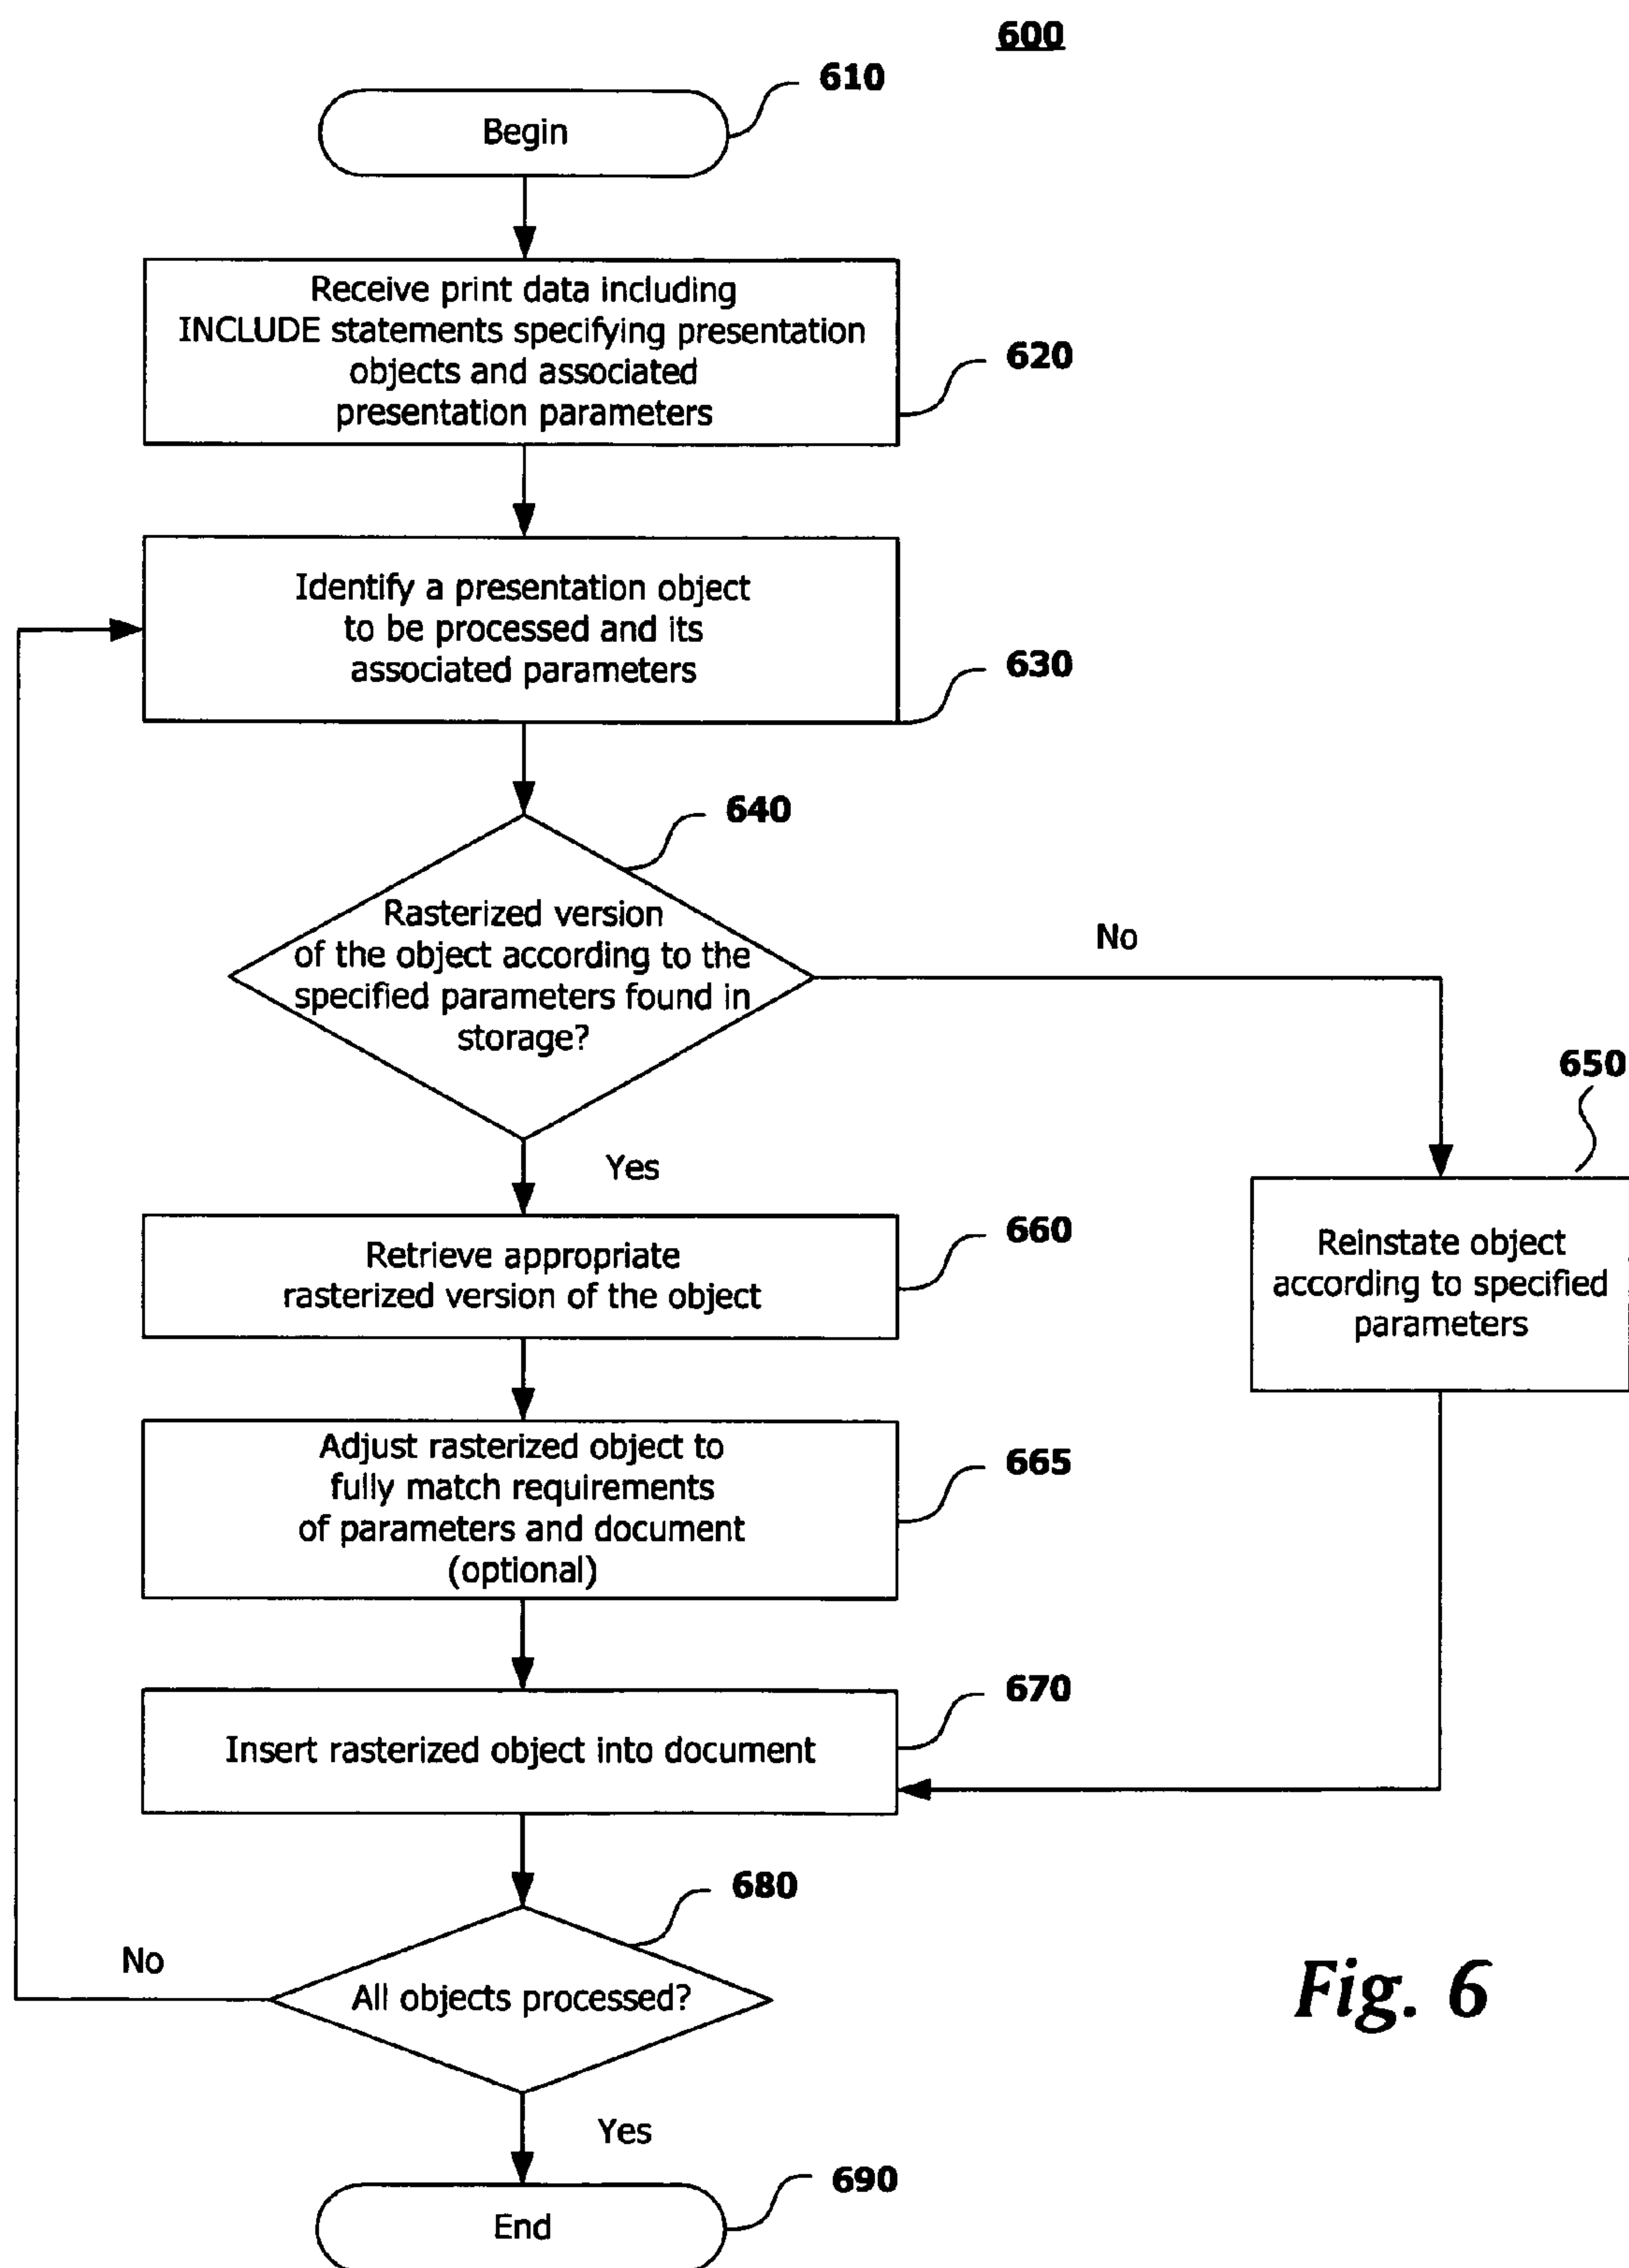 600
610
Begin
Receive print data including
INCLUDE statements specifying presentation
objects and associated
presentation parameters
620
Identify a presentation object
to be processed and its
associated parameters
630
640
Rasterized version
of the object according to the
specified parameters found in
storage?
No
Yes
650
Reinstate object
according to specified
parameters
660
Retrieve appropriate
rasterized version of the object
Adjust rasterized object to
fully match requirements
of parameters and document
(optional)
665
670
Insert rasterized object into document
680
No
All objects processed?
Fig. 6
Yes
690
End